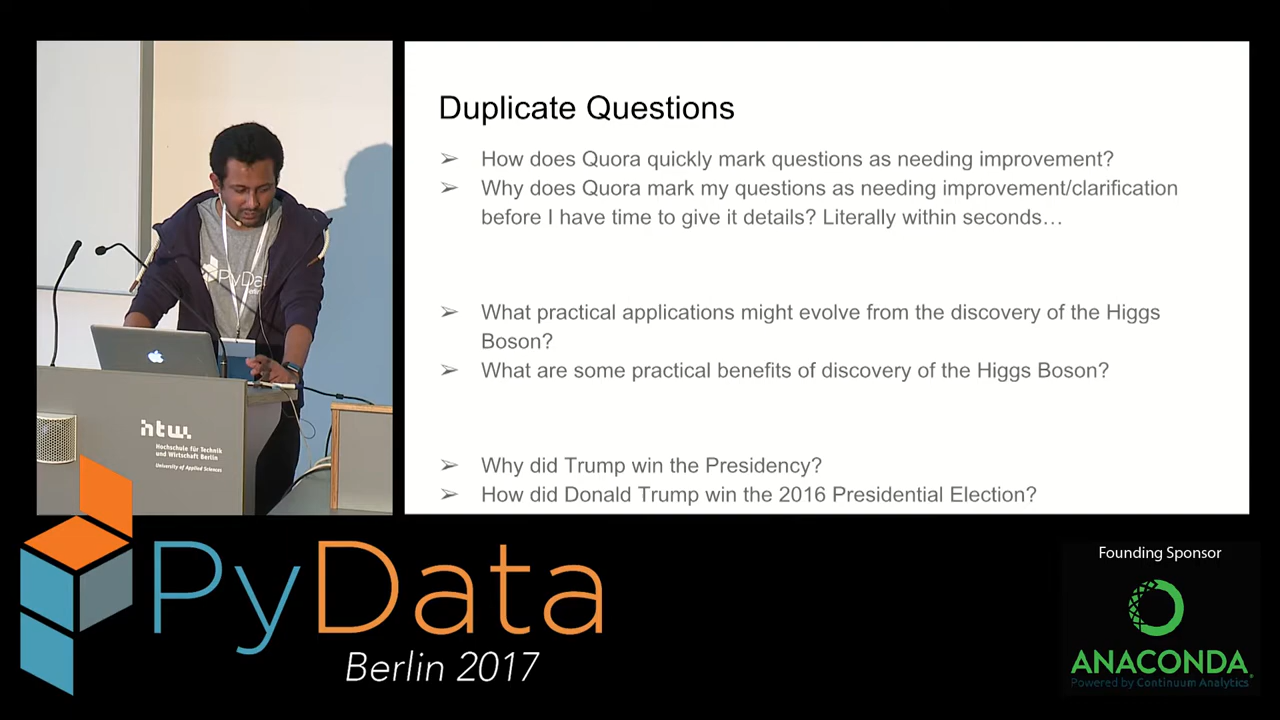 Duplicate Questions
➢ How does Quora quickly mark questions as needing improvement?
➢ Why does Quora mark my questions as needing improvement/clarification
before I have time to give it details? Literally within seconds…
➢ What practical applications might evolve from the discovery of the Higgs
Boson?
➢ What are some practical benefits of discovery of the Higgs Boson?
➢ Why did Trump win the Presidency?
➢ How did Donald Trump win the 2016 Presidential Election?
PyData
Berlin
htw.
Hochschule für Technik
und Wirtschaft Berlin
University of Applied Sciences
PyData
Berlin 2017
Founding Sponsor
ANACONDA
Powered by Continuum Analytics